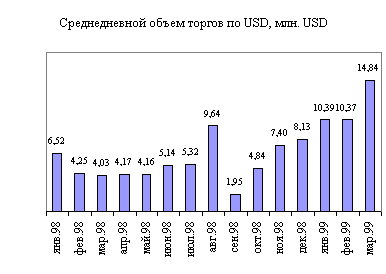 Среднедневной объем торгов по USD, млн. USD
6,52
4,25
4,03
4,17
4,16
5,14
5,32
9,64
1,95
4,84
7,40
8,13
10,39
10,37
14,84
янв.98
фев.98
мар.98
апр.98
май.98
июн.98
июл.98
авг.98
сен.98
окт.98
ноя.98
дек.98
янв.99
фев.99
мар.99